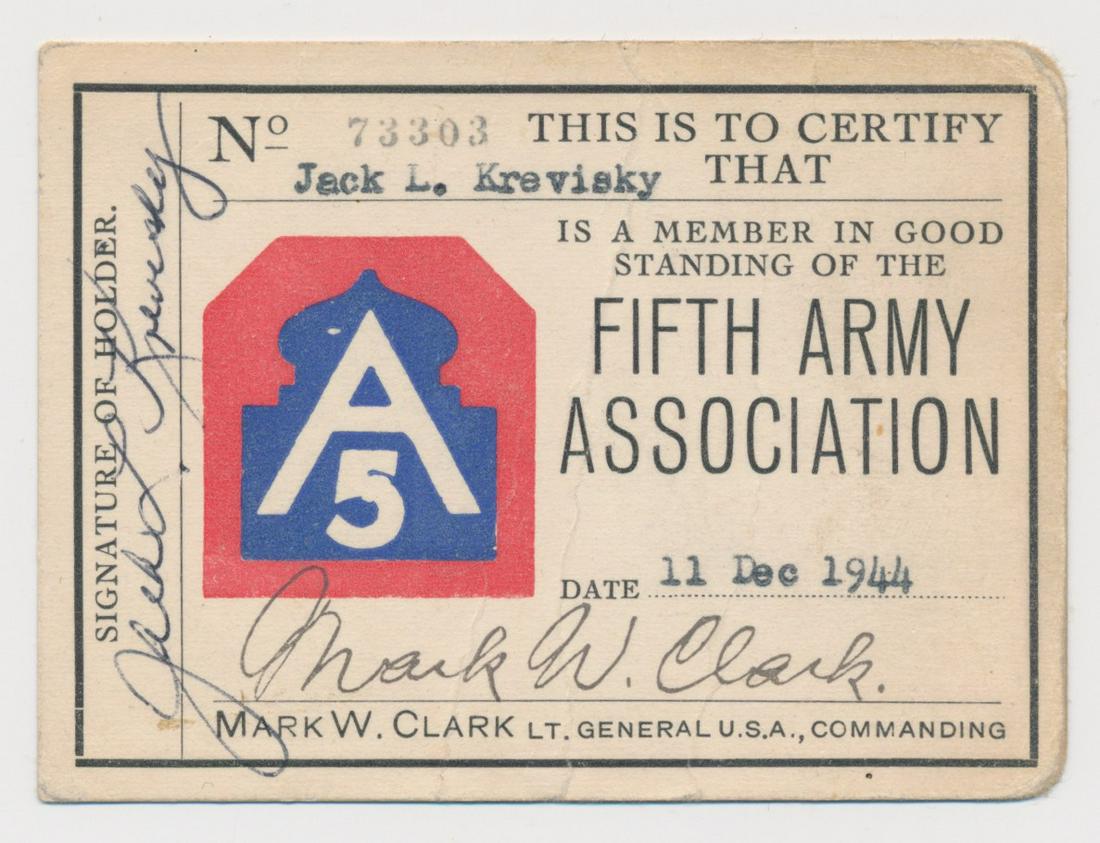 Nº 73303 THIS IS TO CERTIFY
THAT
Jack L. Krevisky
IS A MEMBER IN GOOD
STANDING OF THE
FIFTH ARMY
ASSOCIATION
A
5
DATE 11 Dec 1944
Mark W. Clark.
MARK W. CLARK LT. GENERAL U.S.A., COMMANDING
SIGNATURE OF HOLDER.
Jack L. Krevisky